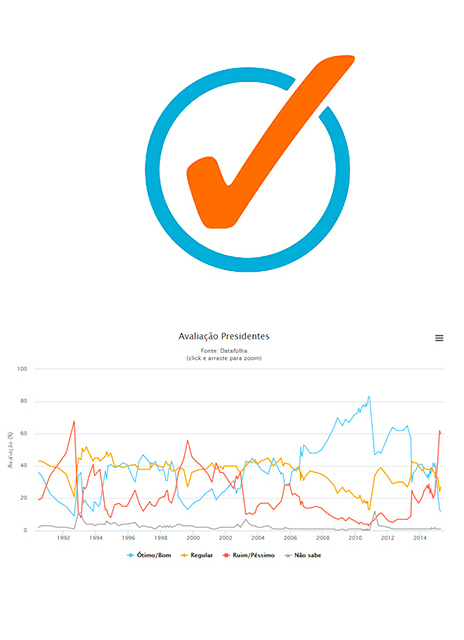 Avaliação Presidentes
Fonte: Datafolha
(click e arraste para zoom)
100
80
60
40
20
0
Avaliação (%)
1992 1994 1996 1998 2000 2002 2004 2006 2008 2010 2012 2014
Ótimo/Bom Regular Ruim/Péssimo Não sabe